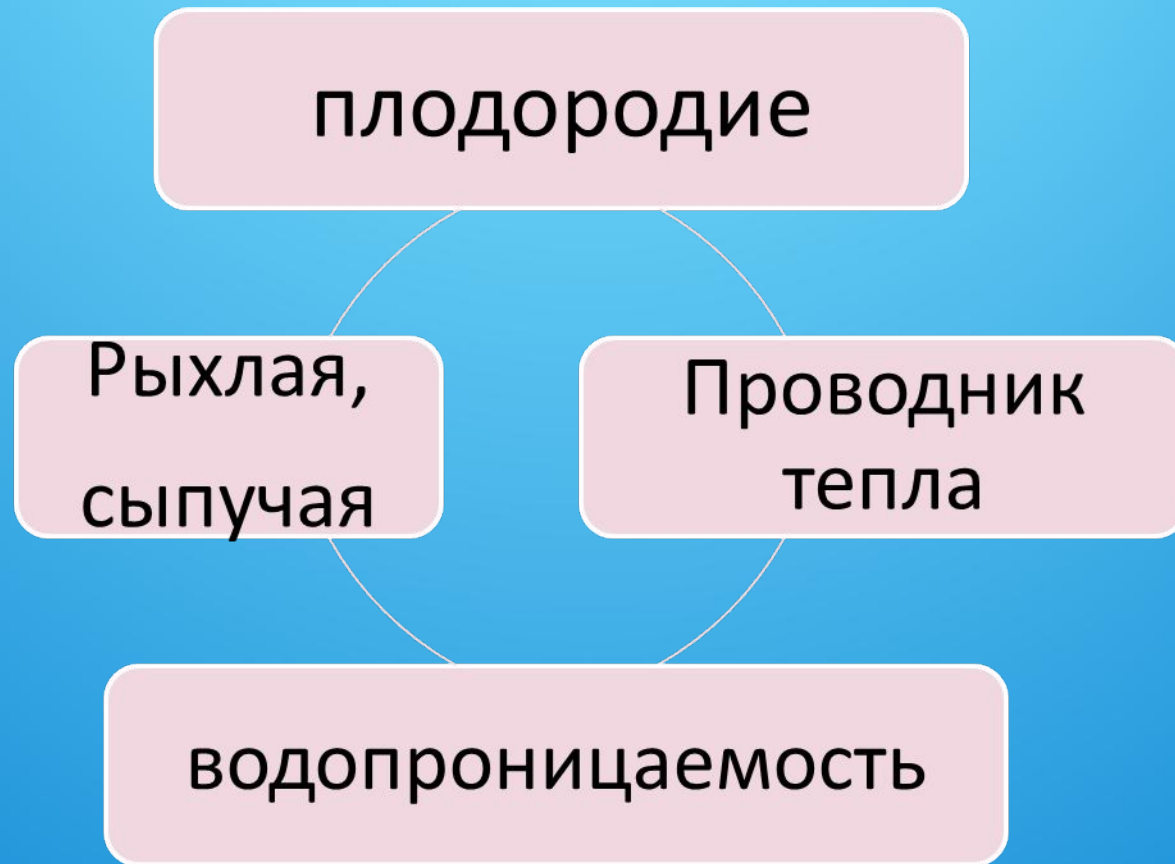 плодородие
Рыхлая,
сыпучая
Проводник
тепла
водопроницаемость